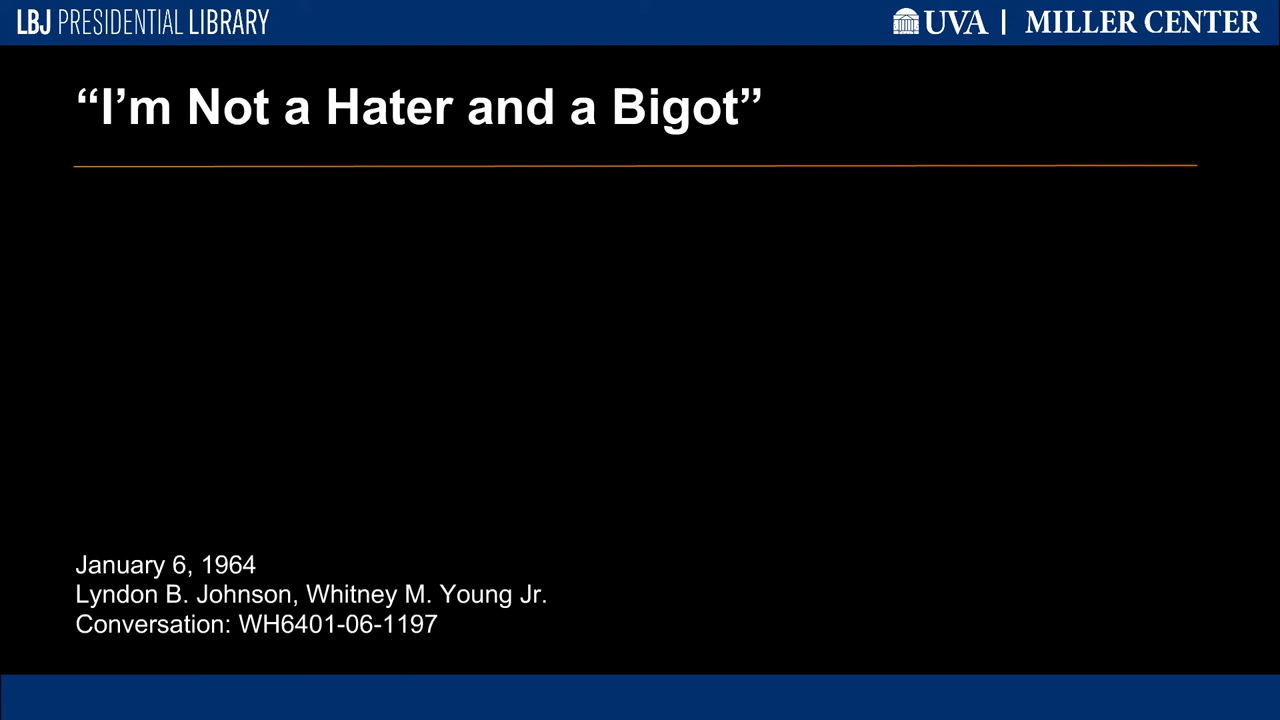 LBJ PRESIDENTIAL LIBRARY
UVA | MILLER CENTER
“I’m Not a Hater and a Bigot”
January 6, 1964
Lyndon B. Johnson, Whitney M. Young Jr.
Conversation: WH6401-06-1197